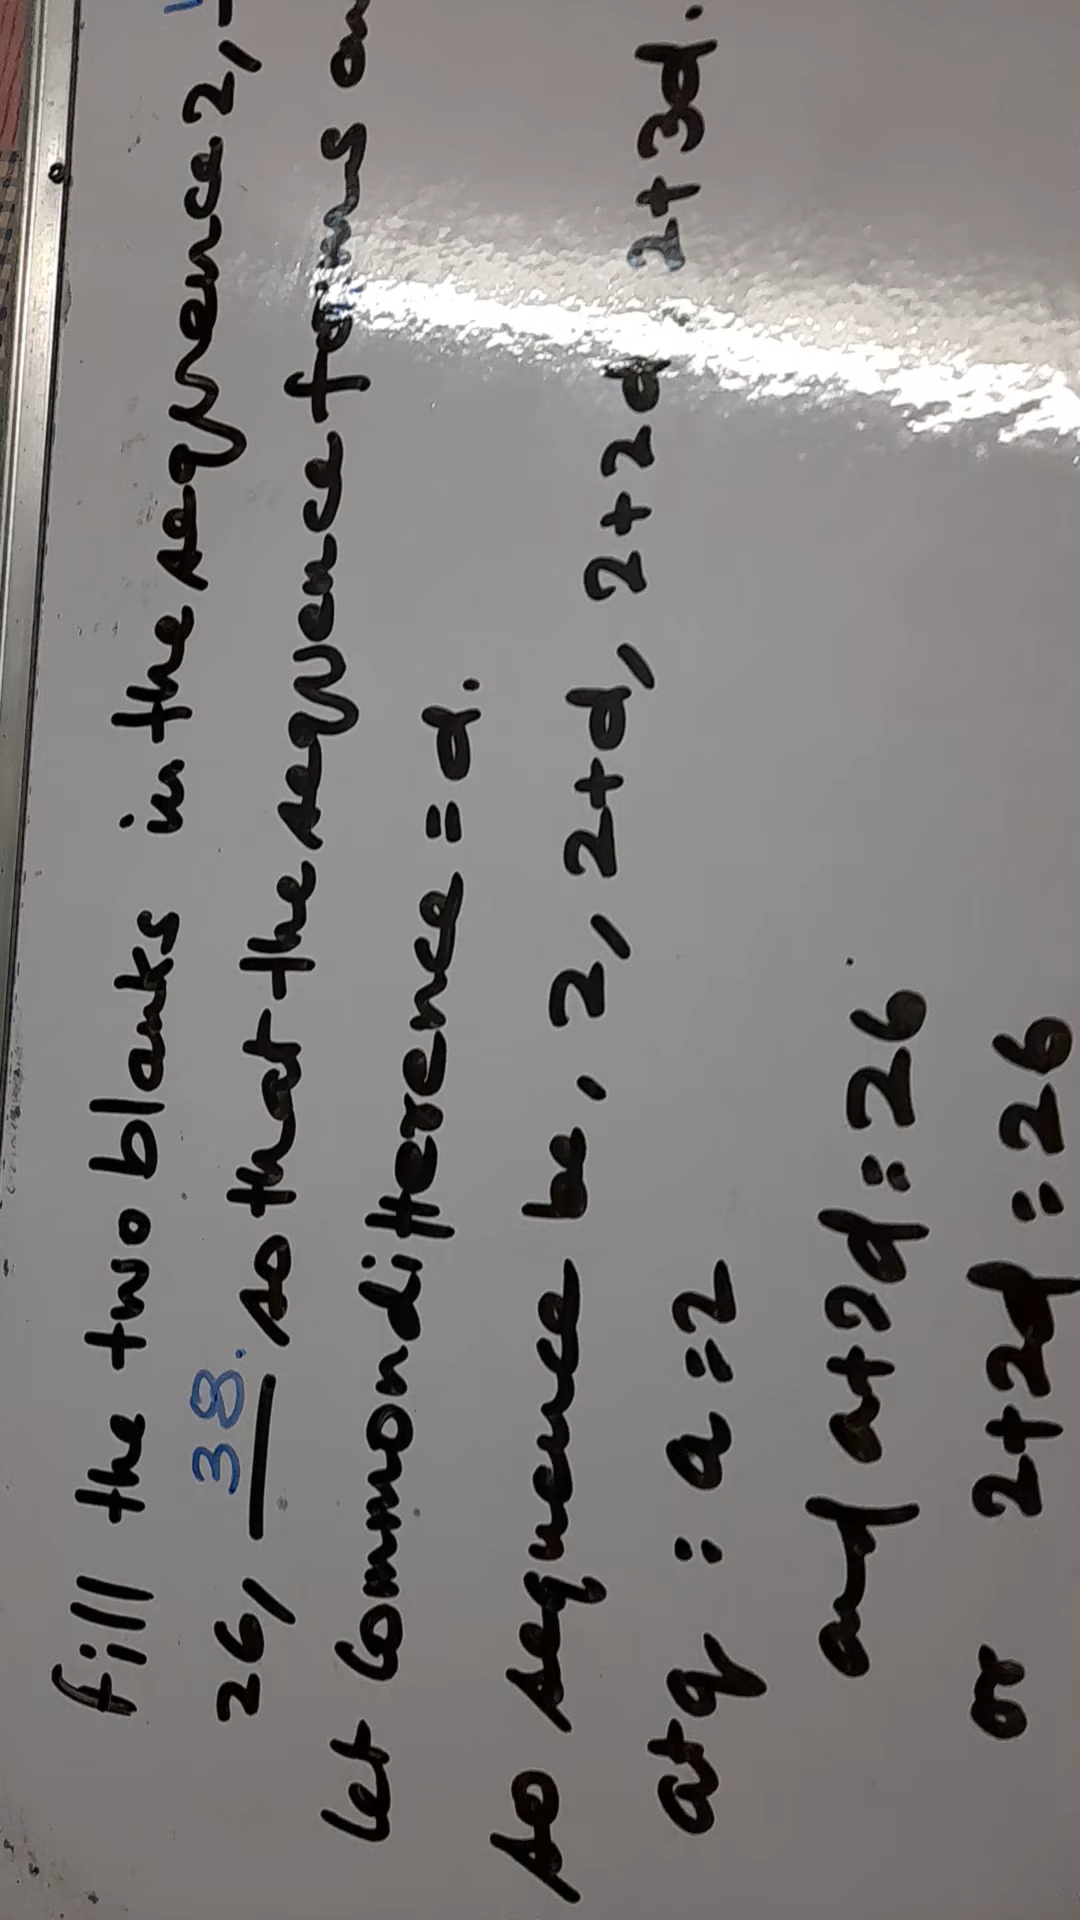 fill the two blanks in the sequence 2,
26, 38. so that the sequence forms an
Let Common difference = d.
so sequence be, 2, 2+d, 2+2d 2+3d.
atq : a = 2
and a+2d = 26
or 2+2d = 26